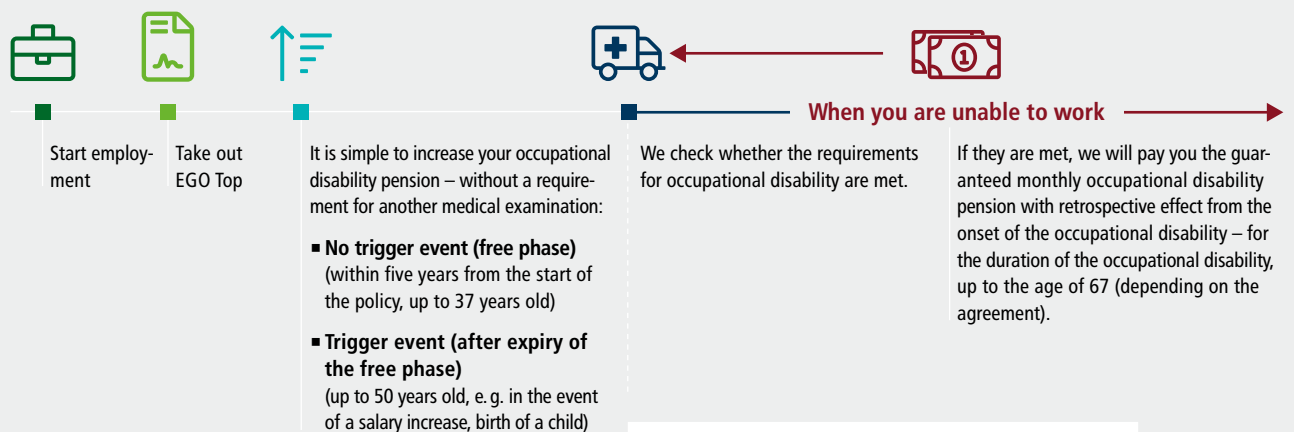 1
When you are unable to work
Start employ-
ment
Take out
EGO Top
It is simple to increase your occupational
disability pension – without a require-
ment for another medical examination:
■ No trigger event (free phase)
(within five years from the start of
the policy, up to 37 years old)
■ Trigger event (after expiry of
the free phase)
(up to 50 years old, e. g. in the event
of a salary increase, birth of a child)
We check whether the requirements
for occupational disability are met.
If they are met, we will pay you the guar-
anteed monthly occupational disability
pension with retrospective effect from the
onset of the occupational disability – for
the duration of the occupational disability,
up to the age of 67 (depending on the
agreement).